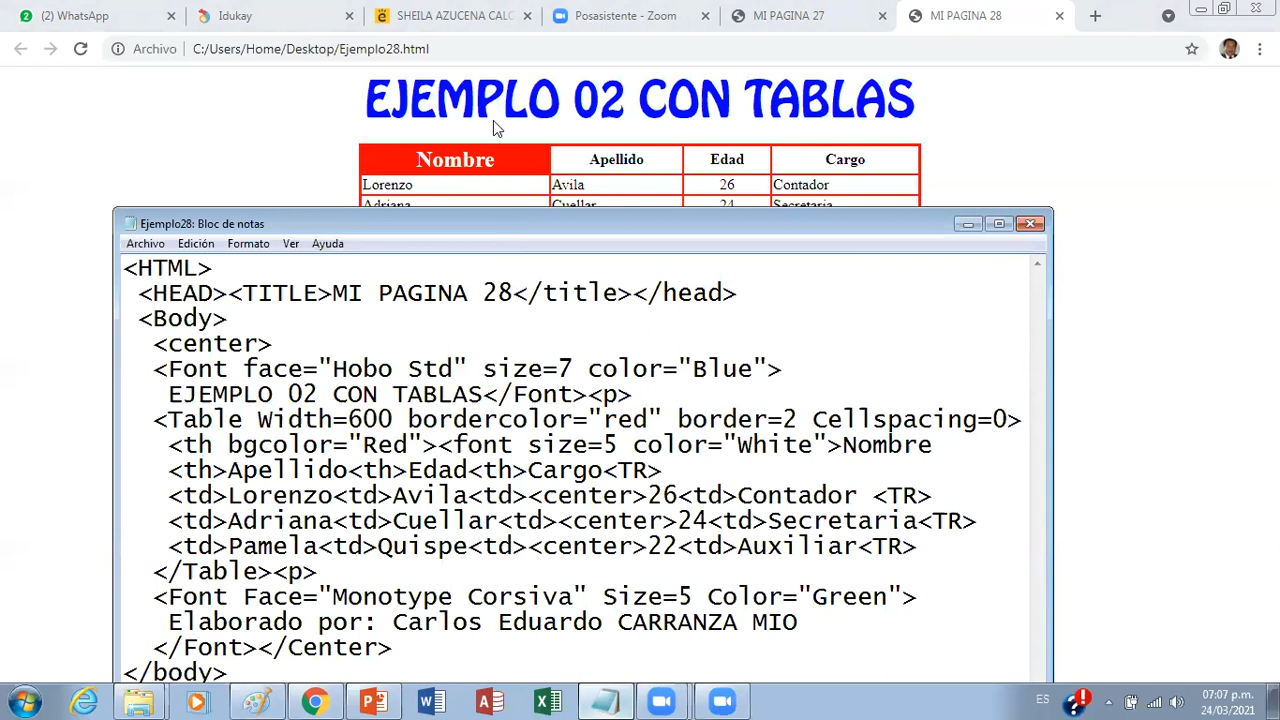 (2) WhatsApp
Idukay
SHEILA AZUCENA CALC
Posasistente - Zoom
MI PAGINA 27
MI PAGINA 28
Archivo
C:/Users/Home/Desktop/Ejemplo28.html
EJEMPLO 02 CON TABLAS
Nombre Apellido Edad Cargo
Lorenzo Avila 26 Contador
Adriana Cuellar 24 Secretaria
Ejemplo28: Bloc de notas
Archivo Edición Formato Ver Ayuda
<HTML>
<HEAD><TITLE>MI PAGINA 28</title></head>
<Body>
<center>
<Font face="Hobo Std" size=7 color="Blue">
EJEMPLO 02 CON TABLAS</Font><p>
<Table Width=600 bordercolor="red" border=2 Cellspacing=0>
<th bgcolor="Red"><font size=5 color="White">Nombre
<th>Apellido<th>Edad<th>Cargo<TR>
<td>Lorenzo<td>Avila<td><center>26<td>Contador <TR>
<td>Adriana<td>Cuellar<td><center>24<td>Secretaria<TR>
<td>Pamela<td>Quispe<td><center>22<td>Auxiliar<TR>
</Table><p>
<Font Face="Monotype Corsiva" Size=5 Color="Green">
Elaborado por: Carlos Eduardo CARRANZA MIO
</Font></Center>
</body>
ES
07:07 p.m.
24/03/2021